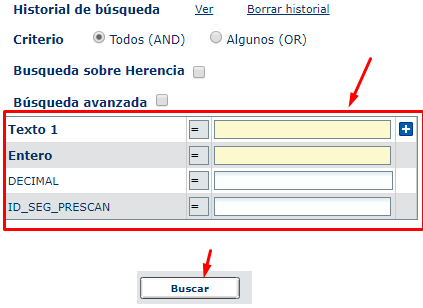 Historial de búsqueda Ver Borrar historial
Criterio Todos (AND) Algunos (OR)
Busqueda sobre Herencia
Búsqueda avanzada
Texto 1 =
Entero =
DECIMAL =
ID_SEG_PRESCAN =
Buscar